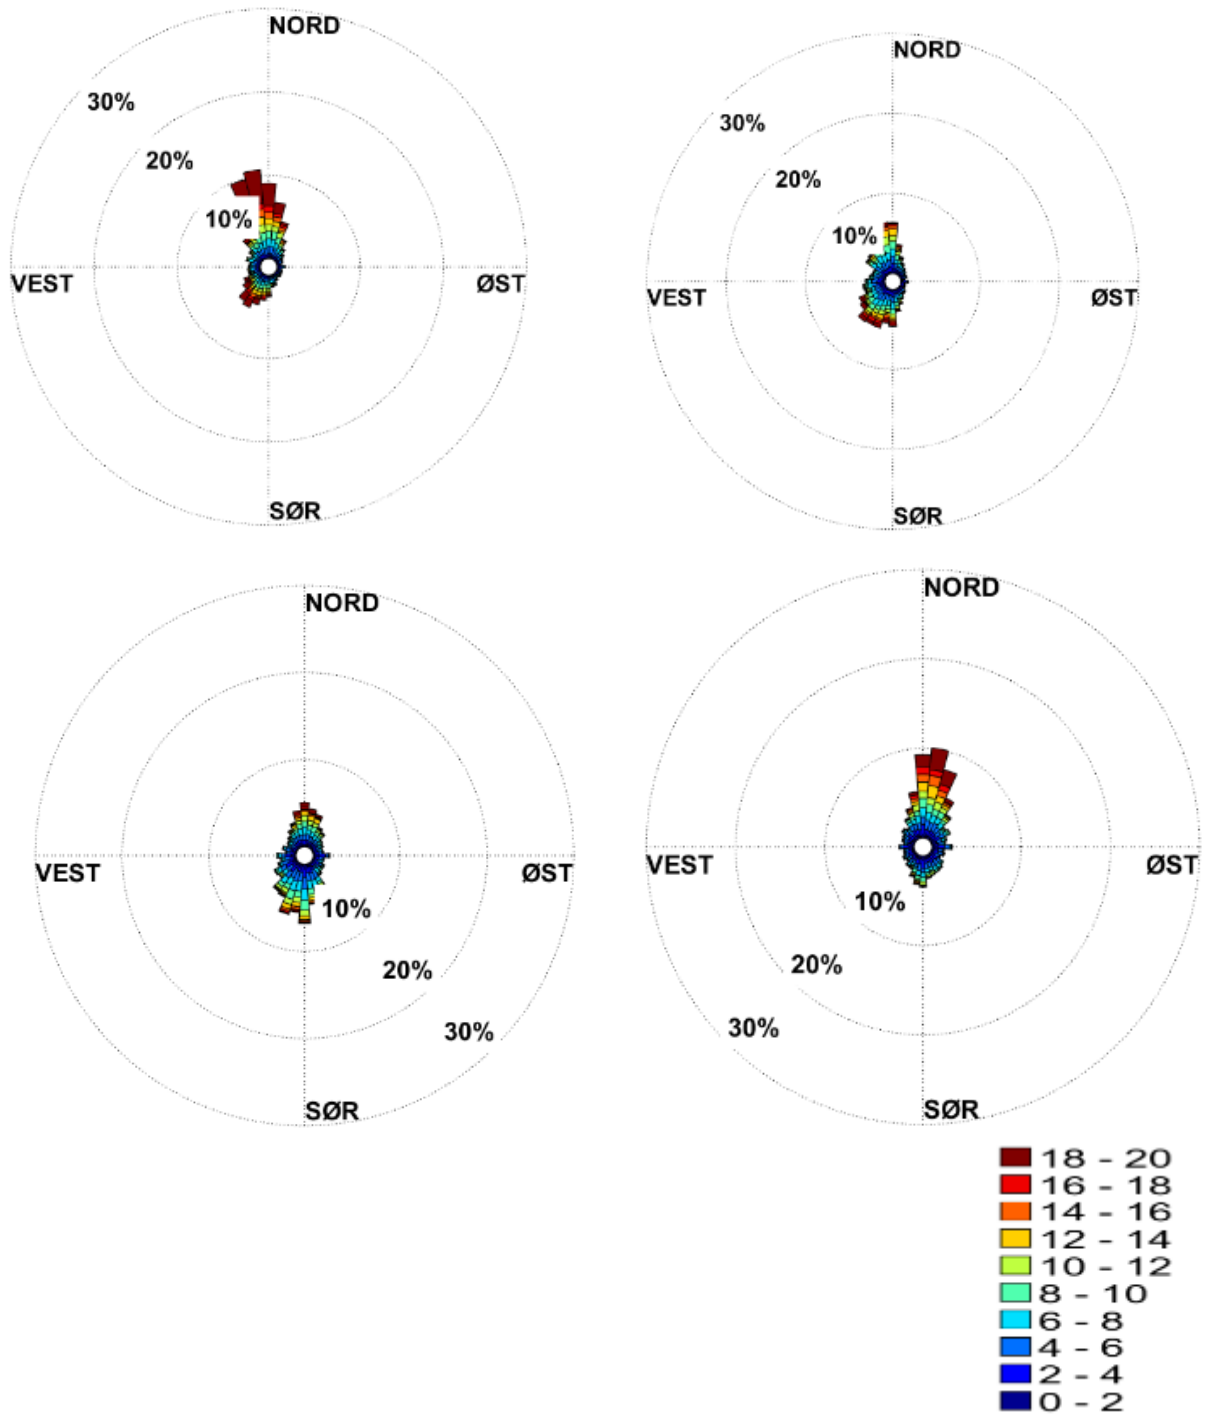 NORD
30%
20%
10%
VEST
ØST
SØR
NORD
30%
20%
10%
VEST
ØST
SØR
NORD
VEST
ØST
10%
20%
30%
SØR
NORD
VEST
ØST
10%
20%
30%
SØR
18 - 20
16 - 18
14 - 16
12 - 14
10 - 12
8 - 10
6 - 8
4 - 6
2 - 4
0 - 2